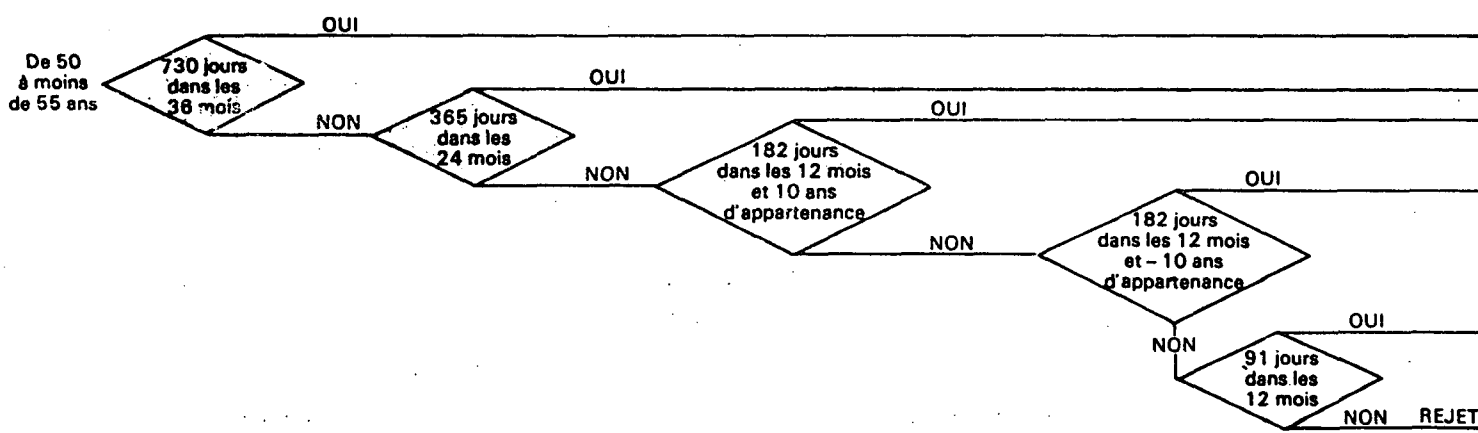 OUI
De 50
à moins
de 55 ans
730 jours
dans les
36 mois
NON
OUI
365 jours
dans les
24 mois
NON
OUI
182 jours
dans les 12 mois
et 10 ans
d'appartenance
NON
OUI
182 jours
dans les 12 mois
et – 10 ans
d'appartenance
NON
OUI
91 jours
dans les
12 mois
NON REJET